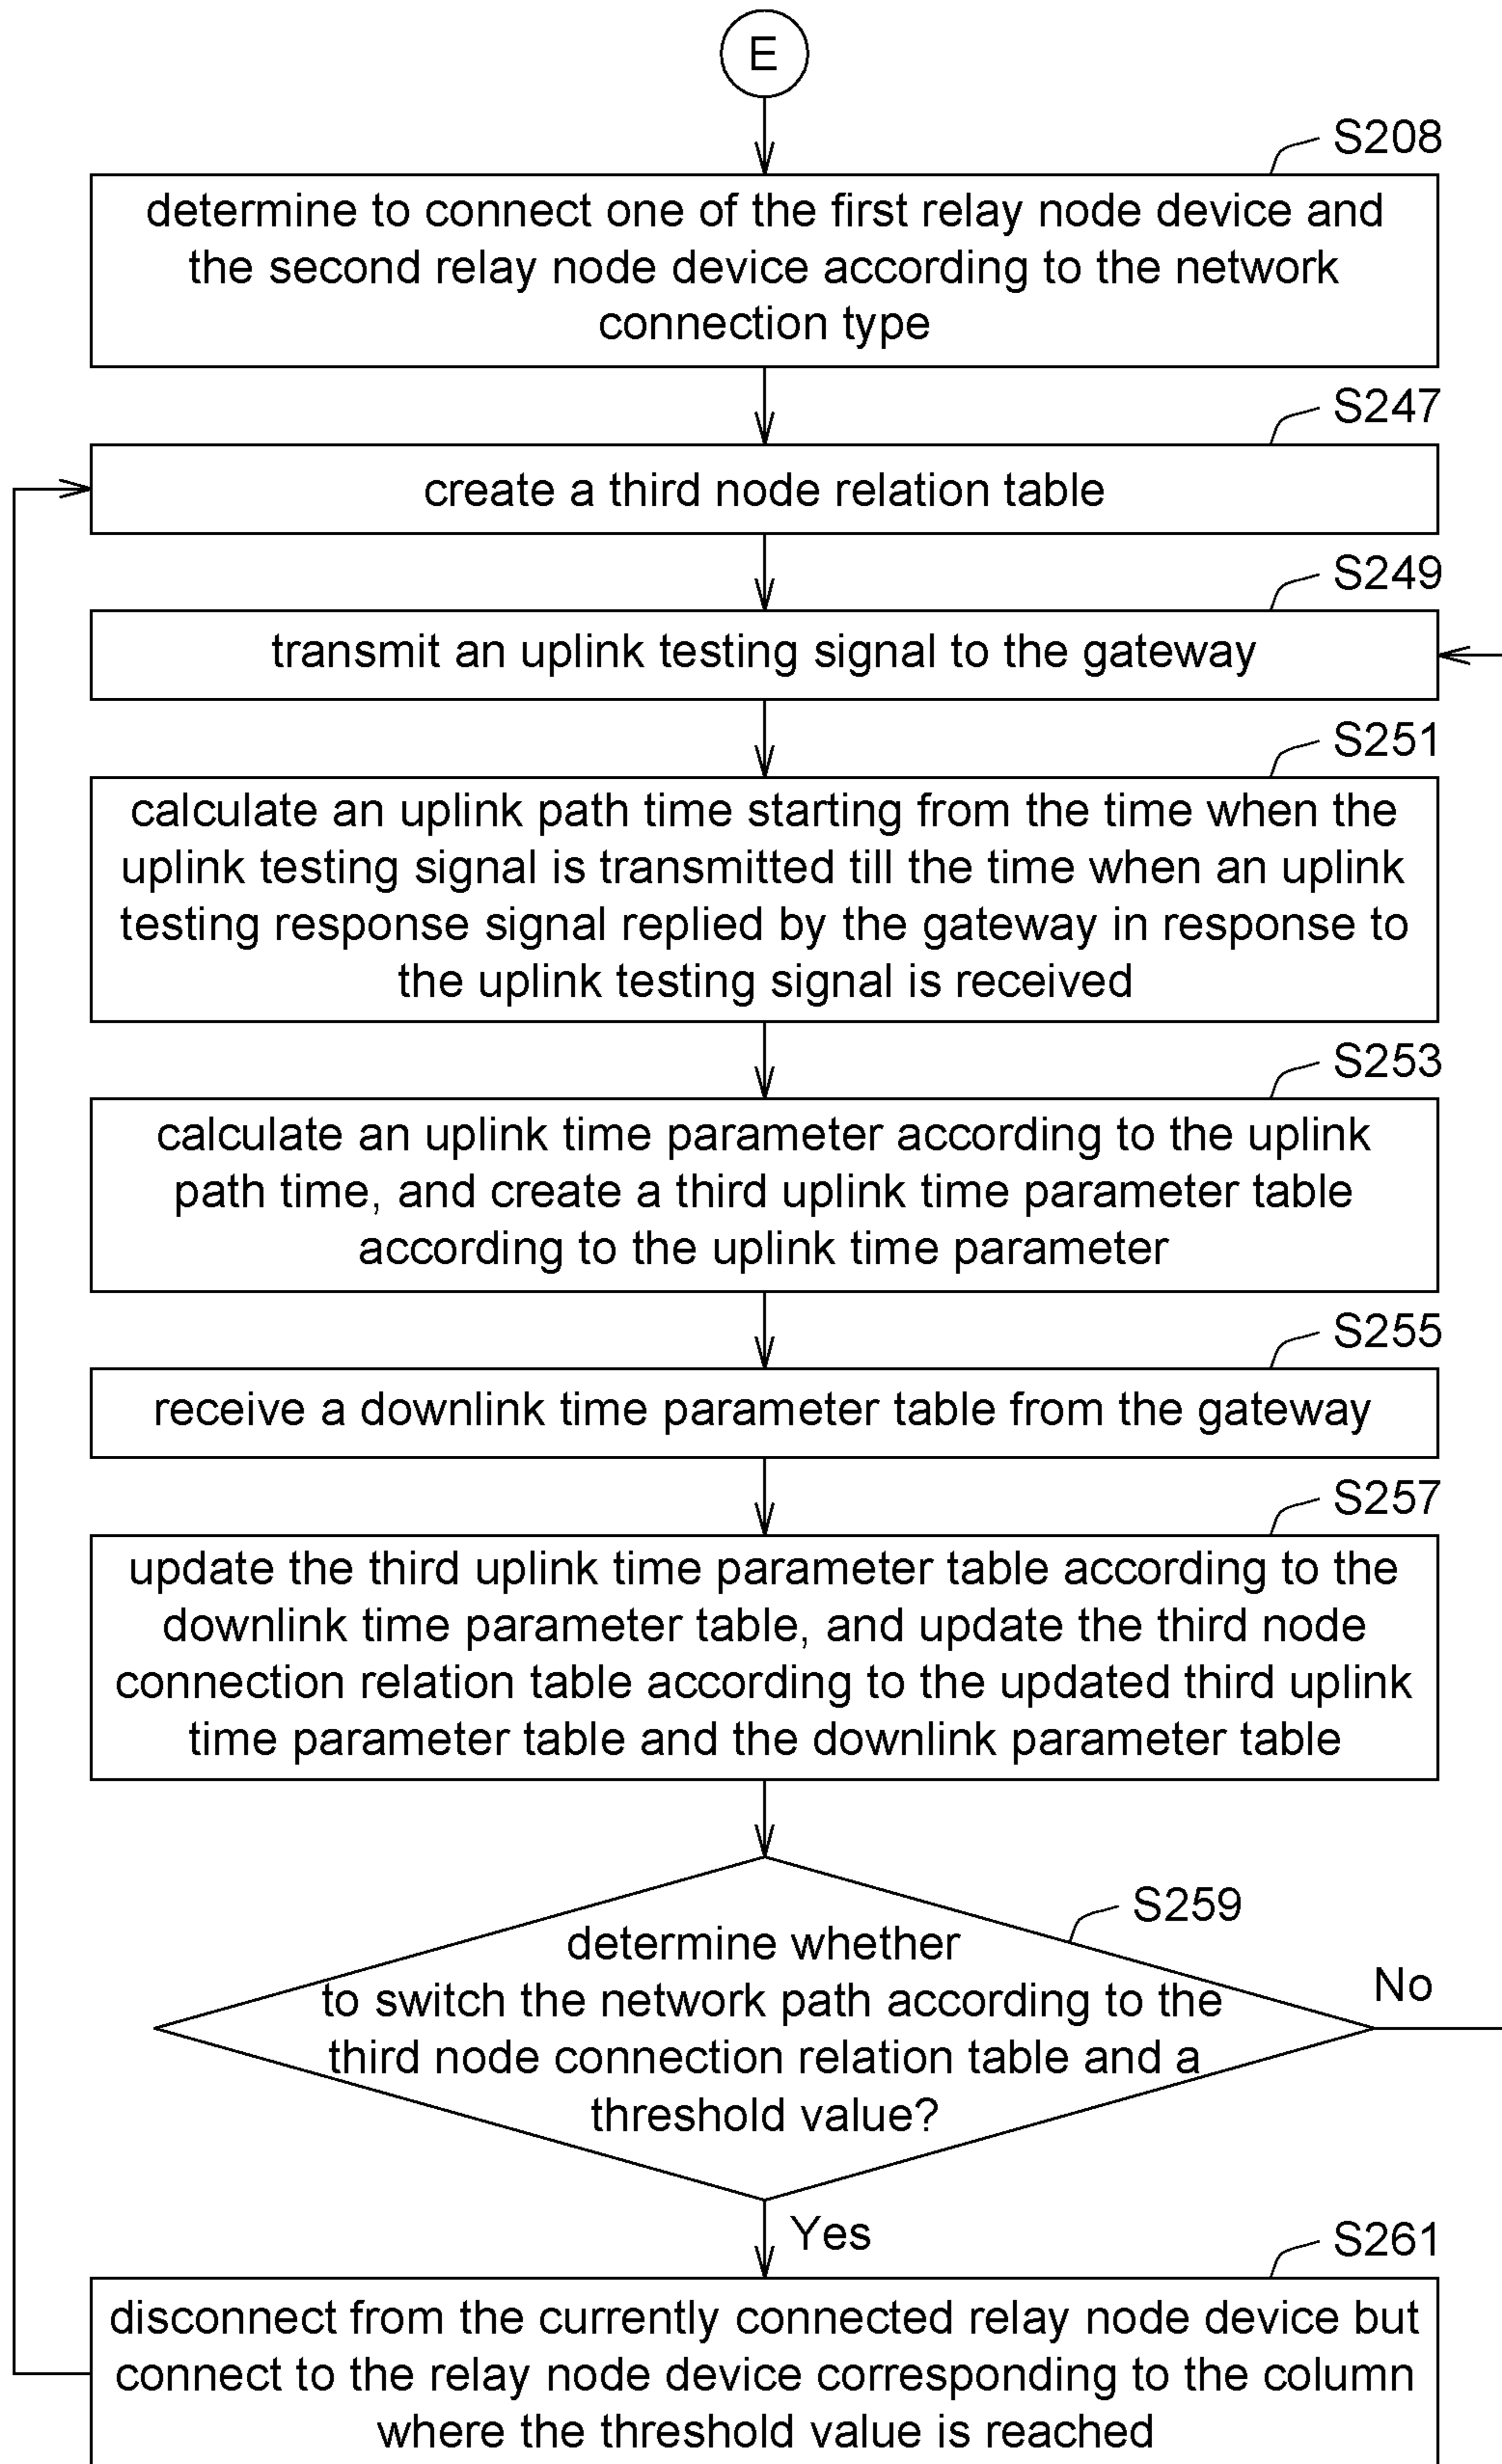 E
S208
determine to connect one of the first relay node device and
the second relay node device according to the network
connection type
S247
create a third node relation table
S249
transmit an uplink testing signal to the gateway
S251
calculate an uplink path time starting from the time when the
uplink testing signal is transmitted till the time when an uplink
testing response signal replied by the gateway in response to
the uplink testing signal is received
S253
calculate an uplink time parameter according to the uplink
path time, and create a third uplink time parameter table
according to the uplink time parameter
S255
receive a downlink time parameter table from the gateway
S257
update the third uplink time parameter table according to the
downlink time parameter table, and update the third node
connection relation table according to the updated third uplink
time parameter table and the downlink parameter table
S259
determine whether
to switch the network path according to the
third node connection relation table and a
threshold value?
No
Yes
S261
disconnect from the currently connected relay node device but
connect to the relay node device corresponding to the column
where the threshold value is reached